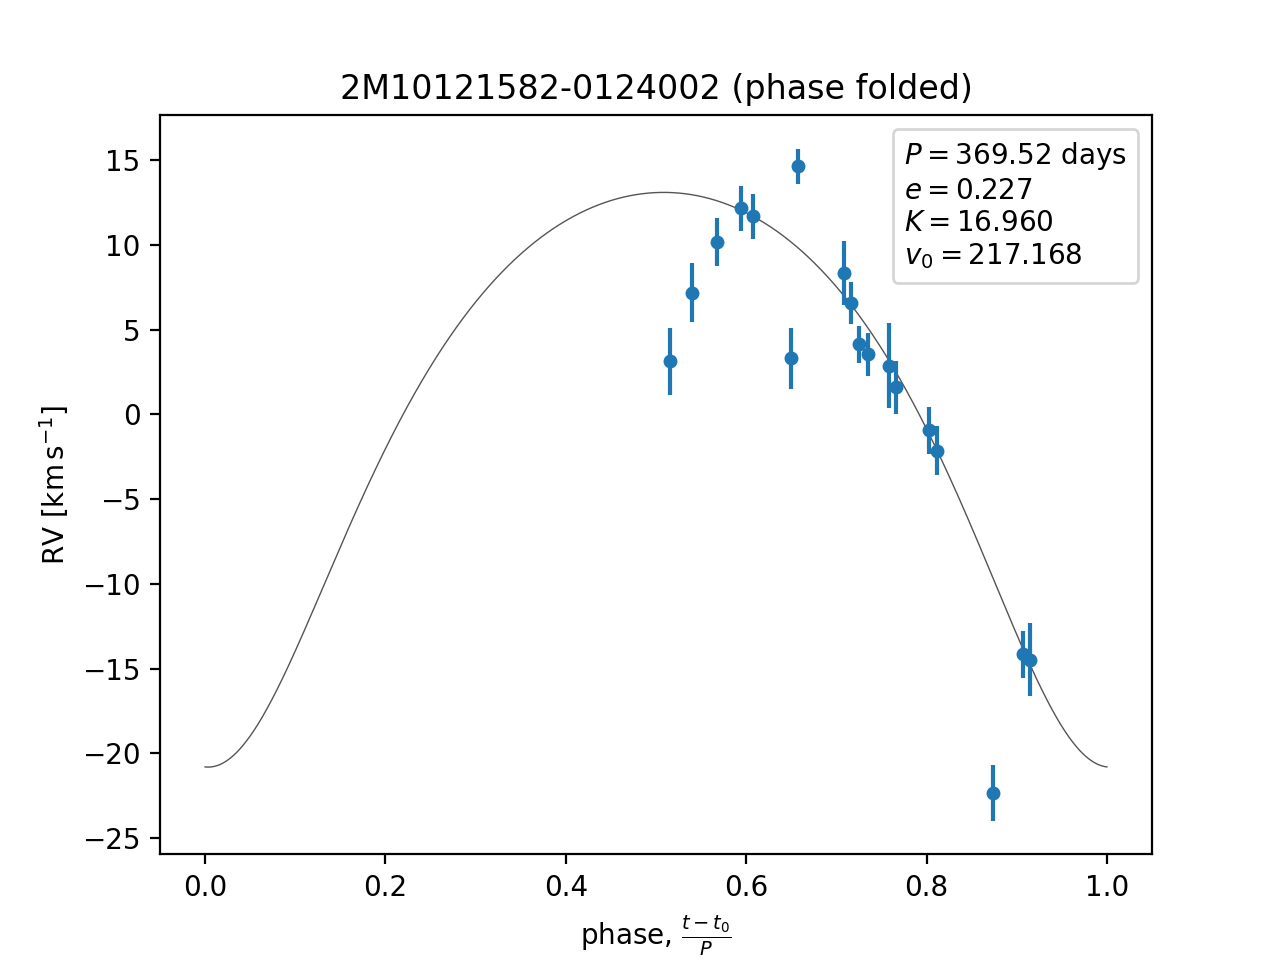 2M10121582-0124002 (phase folded)
P = 369.52 days
e = 0.227
K = 16.960
v₀ = 217.168
RV [km s⁻¹]
15
10
5
0
−5
−10
−15
−20
−25
0.0 0.2 0.4 0.6 0.8 1.0
phase, (t − t₀)/P